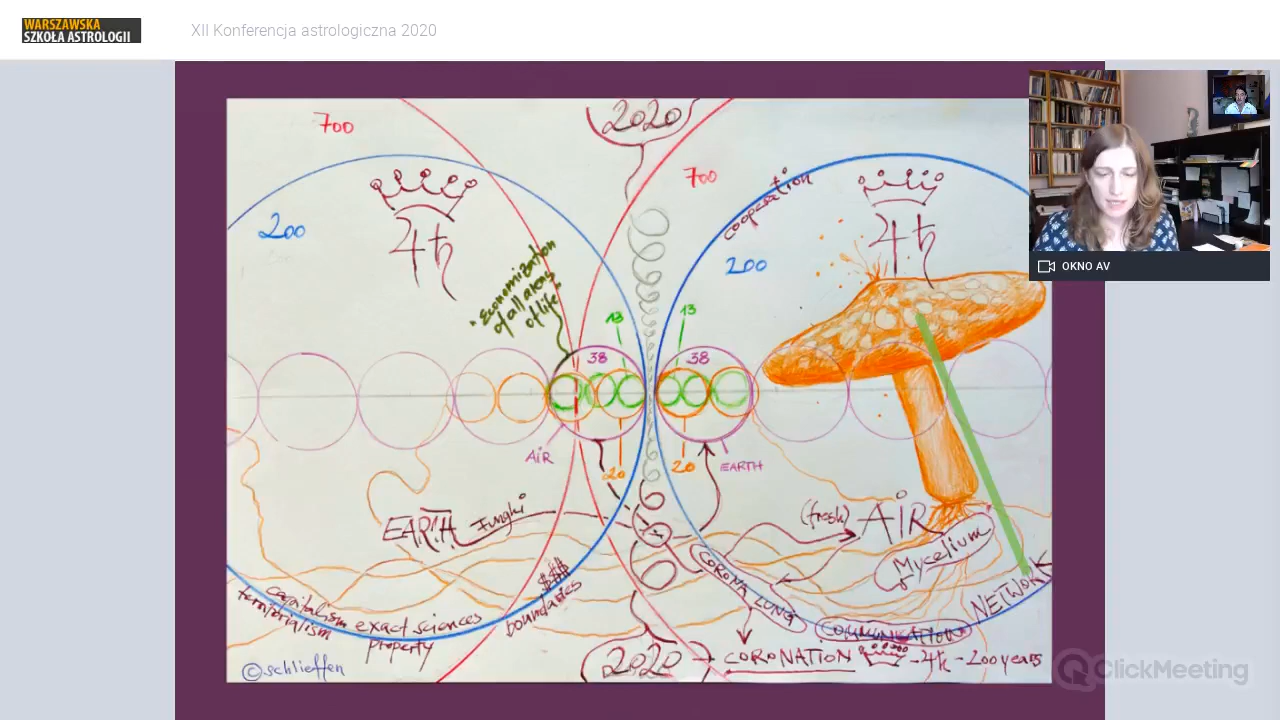 WARSZAWSKA
SZKOŁA ASTROLOGII
XII Konferencja astrologiczna 2020
OKNO AV
700
2020
700
cooperation
200
200
"Economization
of all areas
of life"
13
13
38
38
AIR
20
20
EARTH
EARTH Funghi
(fresh) AIR
Mycelium
NETWORK
CORONA LUNG
COMMUNICATION
$$$
boundaries
capitalism
territorialism
exact sciences
property
©schlieffen
2020 → CORONATION - ♃♄ - 200 years
ClickMeeting